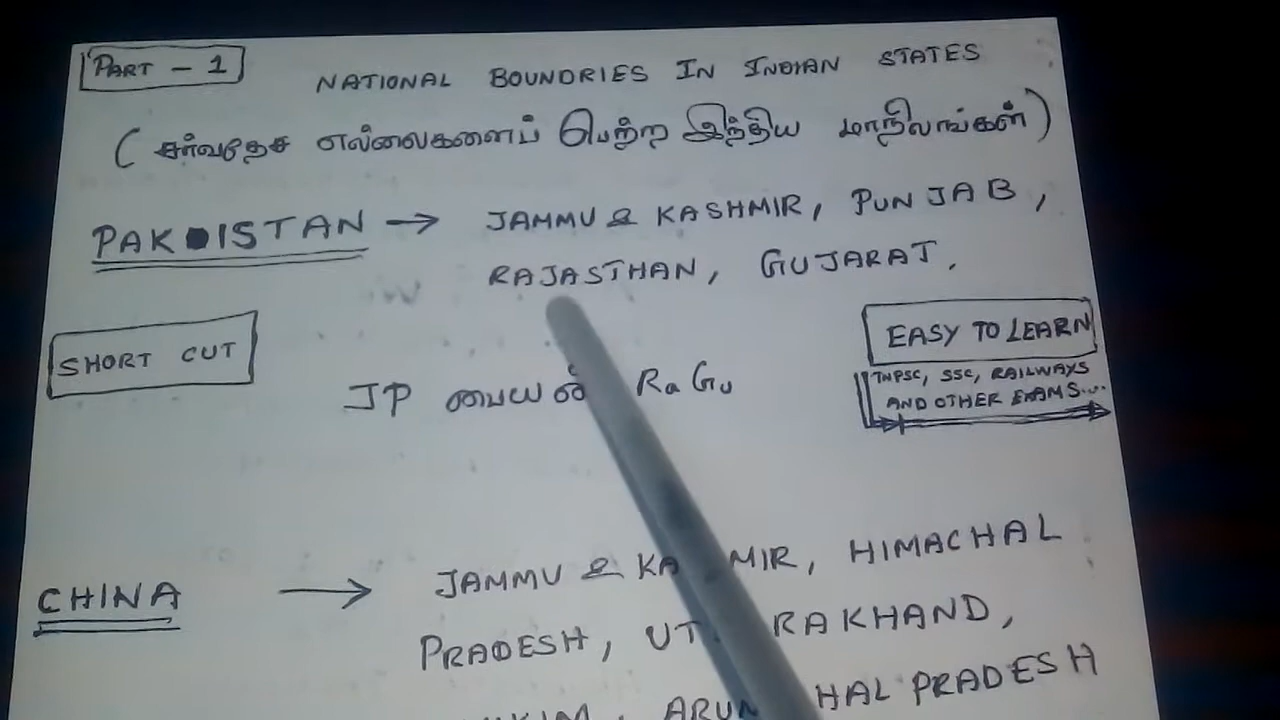 PART - 1
NATIONAL BOUNDRIES IN INDIAN STATES
(சர்வதேச எல்லைகளைப் பெற்ற இந்திய மாநிலங்கள்)
PAKISTAN → JAMMU & KASHMIR, PUNJAB,
RAJASTHAN, GUJARAT.
SHORT CUT
JP பையன் RaGu
EASY TO LEARN
TNPSC, SSC, RAILWAYS
AND OTHER EXAMS...
CHINA → JAMMU & KA MIR, HIMACHAL
PRADESH, UT RAKHAND,
HAL PRADESH